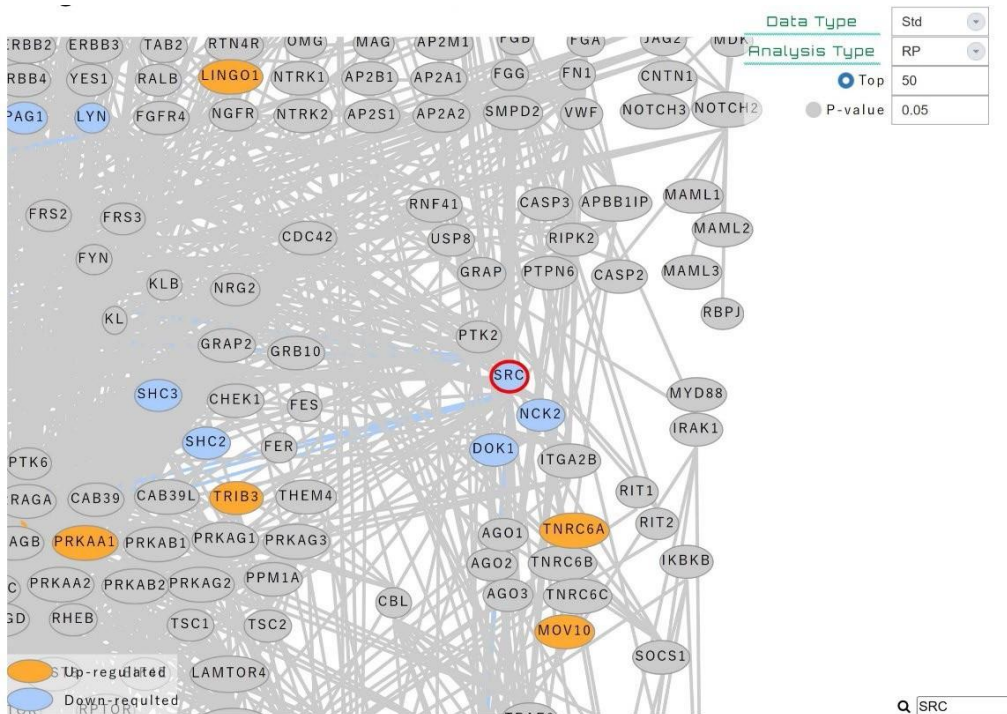 Data Type Std
Analysis Type RP
Top 50
P-value 0.05
ERBB2 ERBB3 TAB2 RTN4R OMG MAG AP2M1 FGB FGA JAG2 MDK
RBB4 YES1 RALB LINGO1 NTRK1 AP2B1 AP2A1 FGG FN1 CNTN1
PAG1 LYN FGFR4 NGFR NTRK2 AP2S1 AP2A2 SMPD2 VWF NOTCH3 NOTCH2
RNF41 CASP3 APBB1IP MAML1
FRS2 FRS3 CDC42 USP8 RIPK2 MAML2
FYN GRAP PTPN6 CASP2 MAML3
KLB NRG2
KL RBPJ
GRAP2 GRB10 PTK2
SRC
SHC3 CHEK1 FES NCK2 MYD88
SHC2 FER DOK1 ITGA2B IRAK1
PTK6
RRAGA CAB39 CAB39L TRIB3 THEM4 RIT1
AGB PRKAA1 PRKAB1 PRKAG1 PRKAG3 AGO1 TNRC6A RIT2
C PRKAA2 PRKAB2 PRKAG2 PPM1A AGO2 TNRC6B IKBKB
CBL AGO3 TNRC6C
GD RHEB TSC1 TSC2 MOV10
SOCS1
Up-regulated LAMTOR4
Down-requlted
RPTOR
SRC